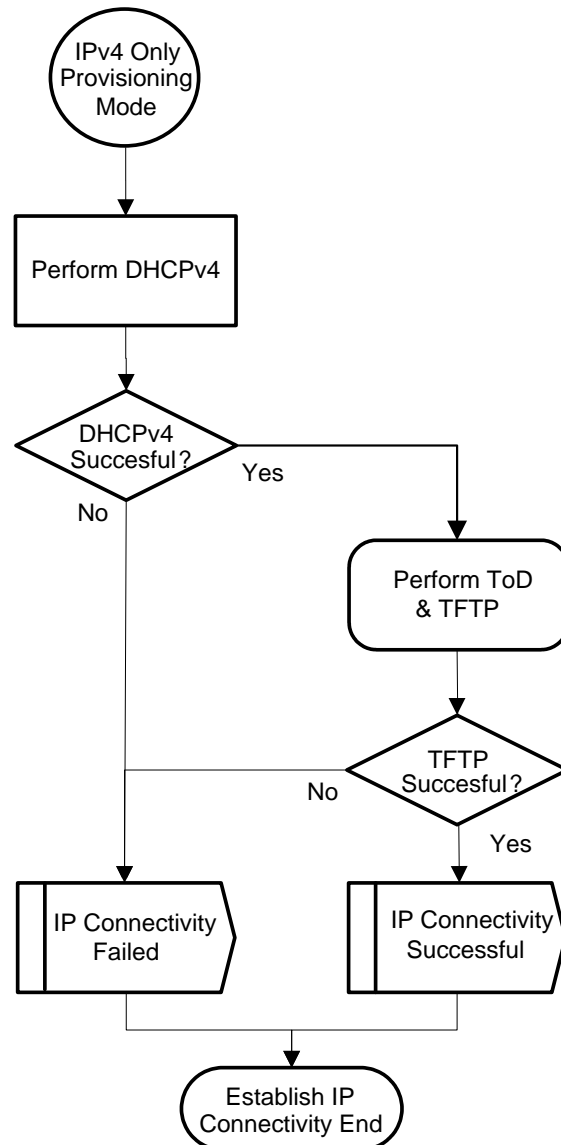 IPv4 Only
Provisioning
Mode
Perform DHCPv4
DHCPv4
Succesful?
Yes
No
Perform ToD
& TFTP
TFTP
Succesful?
No
Yes
IP Connectivity
Failed
IP Connectivity
Successful
Establish IP
Connectivity End